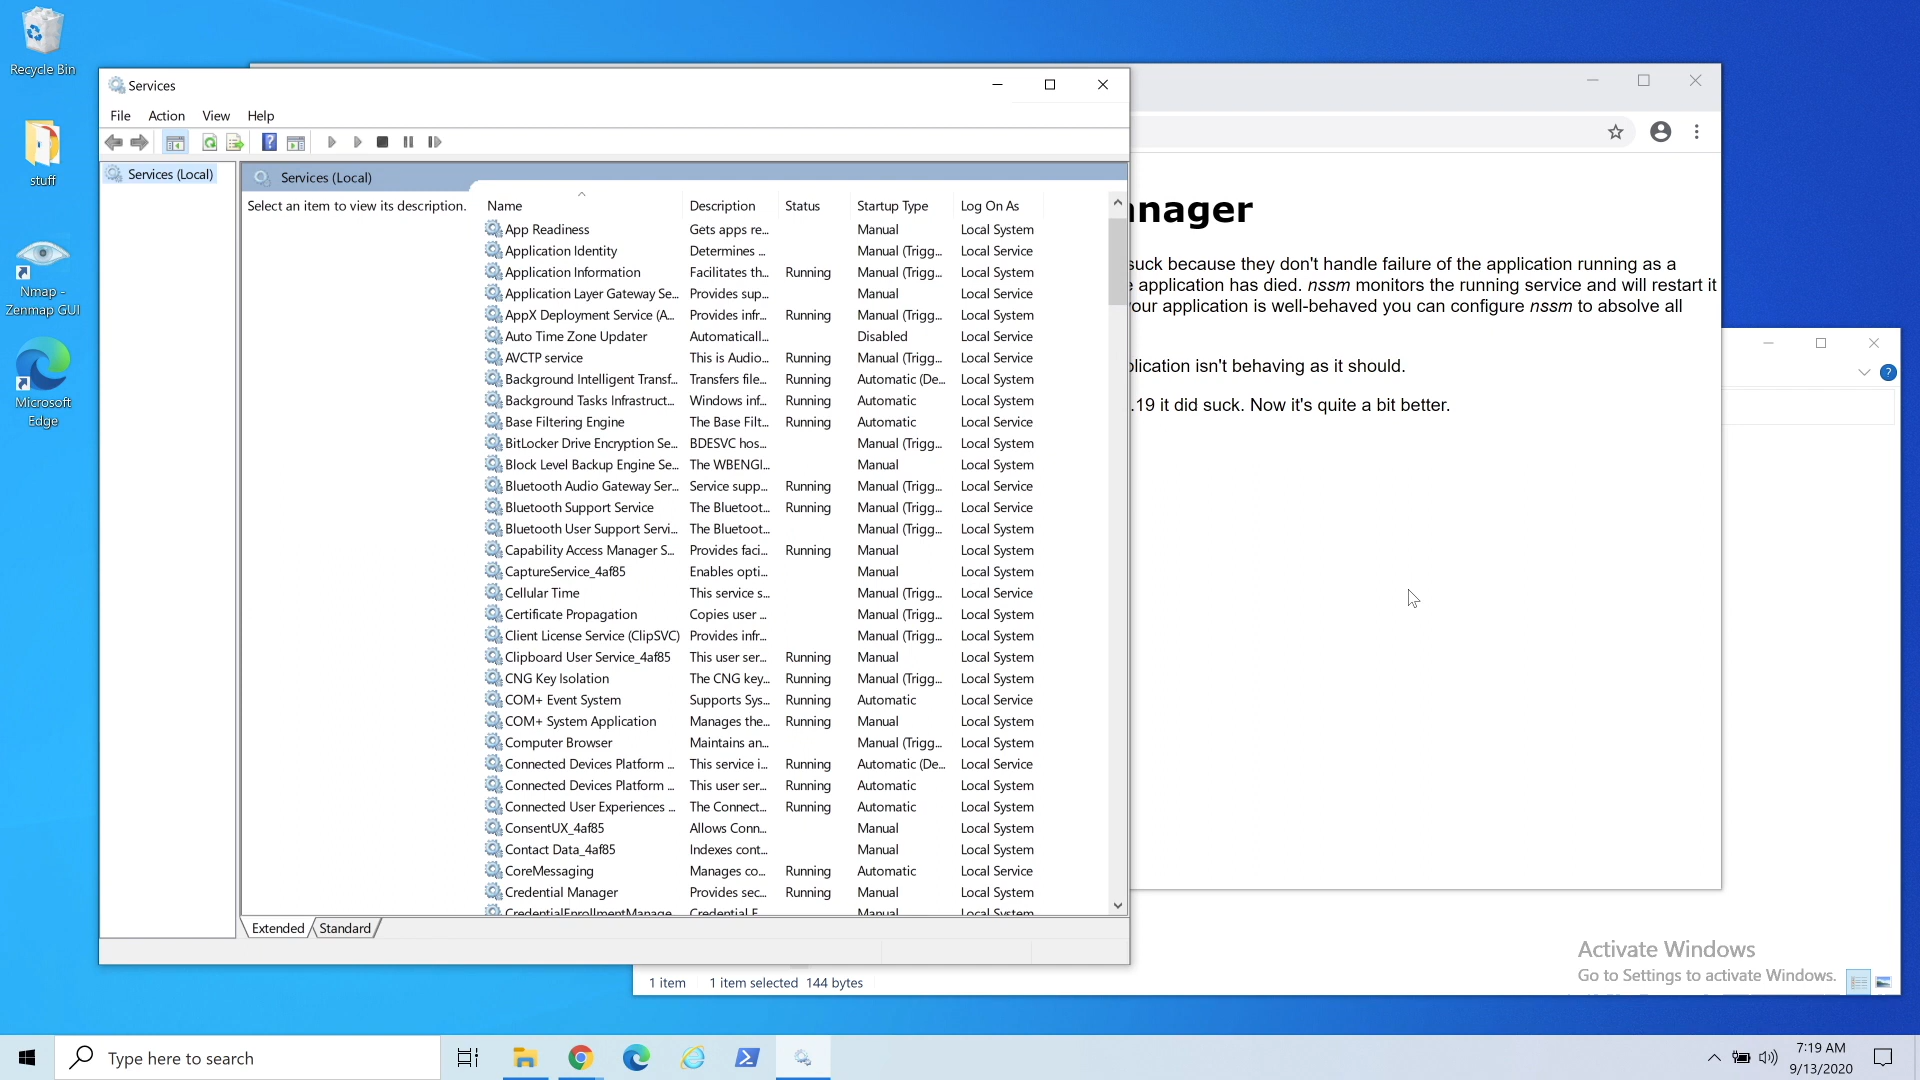 Recycle Bin
stuff
Nmap -
Zenmap GUI
Microsoft
Edge
Services
File Action View Help
Services (Local)
Services (Local)
Select an item to view its description.
Name Description Status Startup Type Log On As
App Readiness Gets apps re... Manual Local System
Application Identity Determines ... Manual (Trigg... Local Service
Application Information Facilitates th... Running Manual (Trigg... Local System
Application Layer Gateway Se... Provides sup... Manual Local Service
AppX Deployment Service (A... Provides infr... Running Manual (Trigg... Local System
Auto Time Zone Updater Automaticall... Disabled Local Service
AVCTP service This is Audio... Running Manual (Trigg... Local Service
Background Intelligent Transf... Transfers file... Running Automatic (De... Local System
Background Tasks Infrastruct... Windows inf... Running Automatic Local System
Base Filtering Engine The Base Filt... Running Automatic Local Service
BitLocker Drive Encryption Se... BDESVC hos... Manual (Trigg... Local System
Block Level Backup Engine Se... The WBENGI... Manual Local System
Bluetooth Audio Gateway Ser... Service supp... Running Manual (Trigg... Local Service
Bluetooth Support Service The Bluetoot... Running Manual (Trigg... Local Service
Bluetooth User Support Servi... The Bluetoot... Manual (Trigg... Local System
Capability Access Manager S... Provides faci... Running Manual Local System
CaptureService_4af85 Enables opti... Manual Local System
Cellular Time This service s... Manual (Trigg... Local Service
Certificate Propagation Copies user ... Manual (Trigg... Local System
Client License Service (ClipSVC) Provides infr... Manual (Trigg... Local System
Clipboard User Service_4af85 This user ser... Running Manual Local System
CNG Key Isolation The CNG key... Running Manual (Trigg... Local System
COM+ Event System Supports Sys... Running Automatic Local Service
COM+ System Application Manages the... Running Manual Local System
Computer Browser Maintains an... Manual (Trigg... Local System
Connected Devices Platform ... This service i... Running Automatic (De... Local Service
Connected Devices Platform ... This user ser... Running Automatic Local System
Connected User Experiences ... The Connect... Running Automatic Local System
ConsentUX_4af85 Allows Conn... Manual Local System
Contact Data_4af85 Indexes cont... Manual Local System
CoreMessaging Manages co... Running Automatic Local Service
Credential Manager Provides sec... Running Manual Local System
CredentialEnrollmentManage... Credential E... Manual Local System
Extended Standard
nager
suck because they don't handle failure of the application running as a
application has died. nssm monitors the running service and will restart it
our application is well-behaved you can configure nssm to absolve all
lication isn't behaving as it should.
.19 it did suck. Now it's quite a bit better.
1 item 1 item selected 144 bytes
Activate Windows
Go to Settings to activate Windows.
Type here to search
7:19 AM
9/13/2020